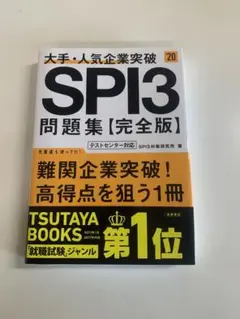 大手・人気企業突破
'20
SPI3
問題集【完全版】
テストセンター対応
SPI3対策研究所 著
難関企業突破！
高得点を狙う1冊
TSUTAYA
BOOKS
「就職試験」ジャンル
第1位